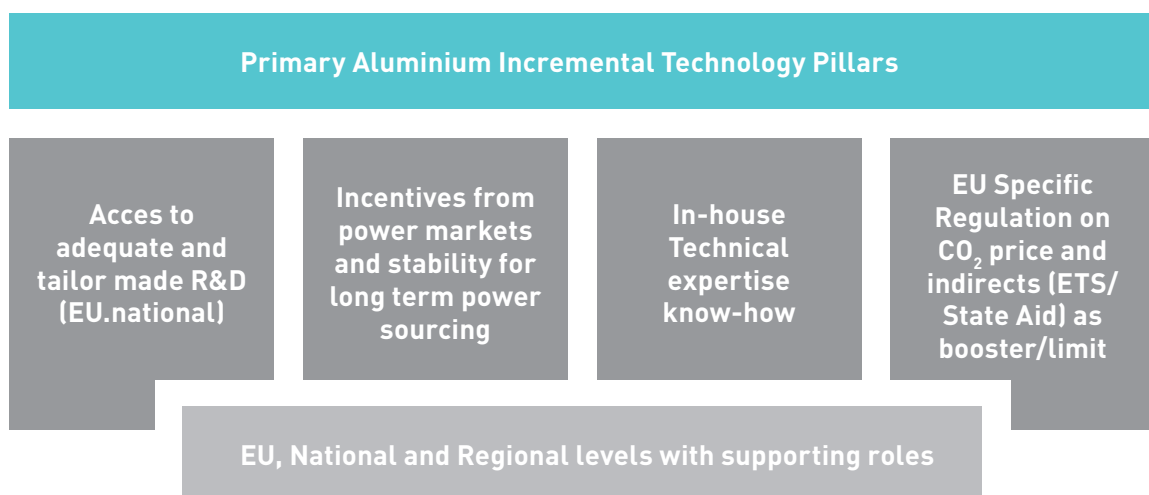 Primary Aluminium Incremental Technology Pillars
Acces to
adequate and
tailor made R&D
(EU.national)
Incentives from
power markets
and stability for
long term power
sourcing
In-house
Technical
expertise
know-how
EU Specific
Regulation on
CO₂ price and
indirects (ETS/
State Aid) as
booster/limit
EU, National and Regional levels with supporting roles